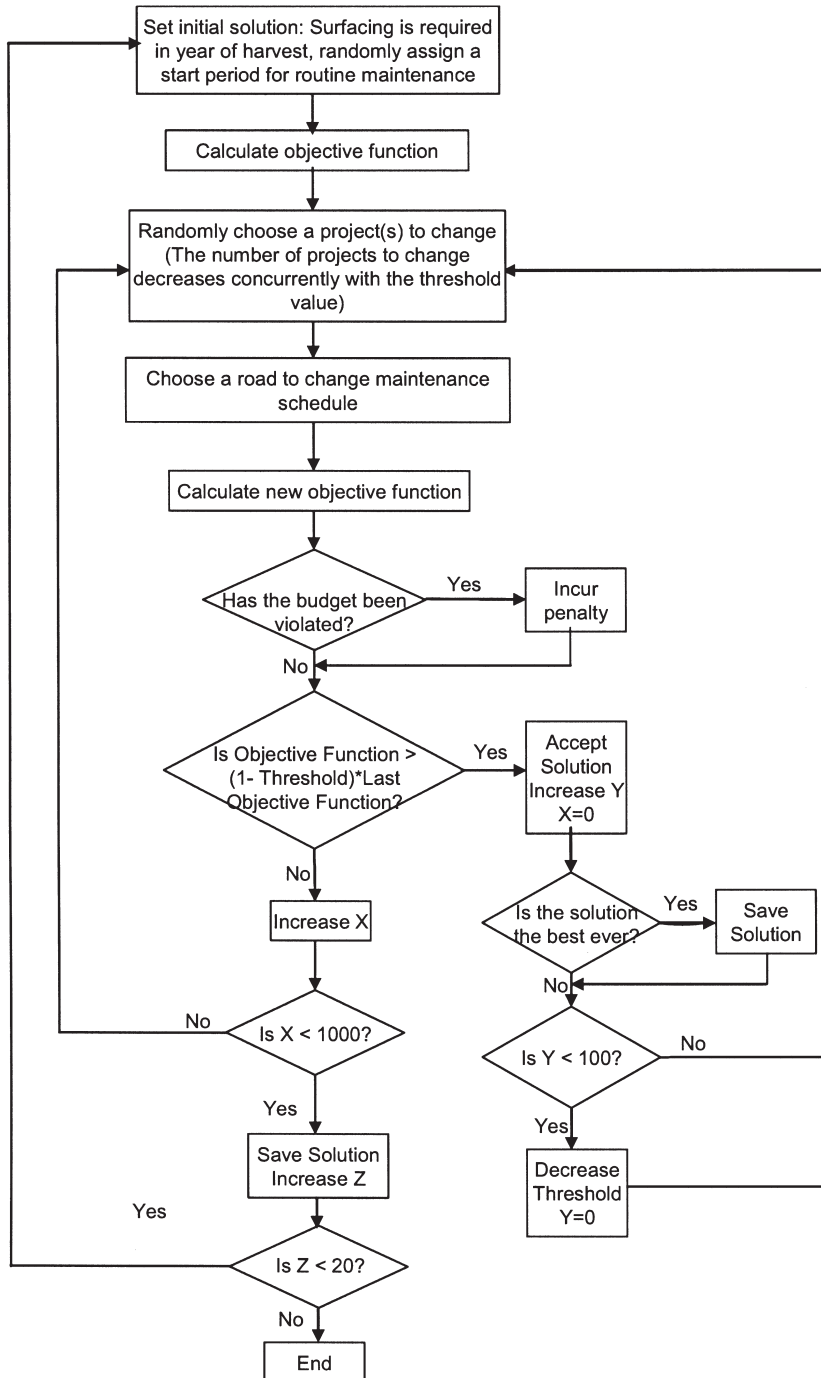 Set initial solution: Surfacing is required
in year of harvest, randomly assign a
start period for routine maintenance
Calculate objective function
Randomly choose a project(s) to change
(The number of projects to change
decreases concurrently with the threshold
value)
Choose a road to change maintenance
schedule
Calculate new objective function
Has the budget been
violated?
Yes
Incur
penalty
No
Is Objective Function >
(1- Threshold)*Last
Objective Function?
Yes
Accept
Solution
Increase Y
X=0
No
Increase X
Is the solution
the best ever?
Yes
Save
Solution
No
Is X < 1000?
No
Is Y < 100?
No
Yes
Yes
Save Solution
Increase Z
Decrease
Threshold
Y=0
Yes
Is Z < 20?
No
End